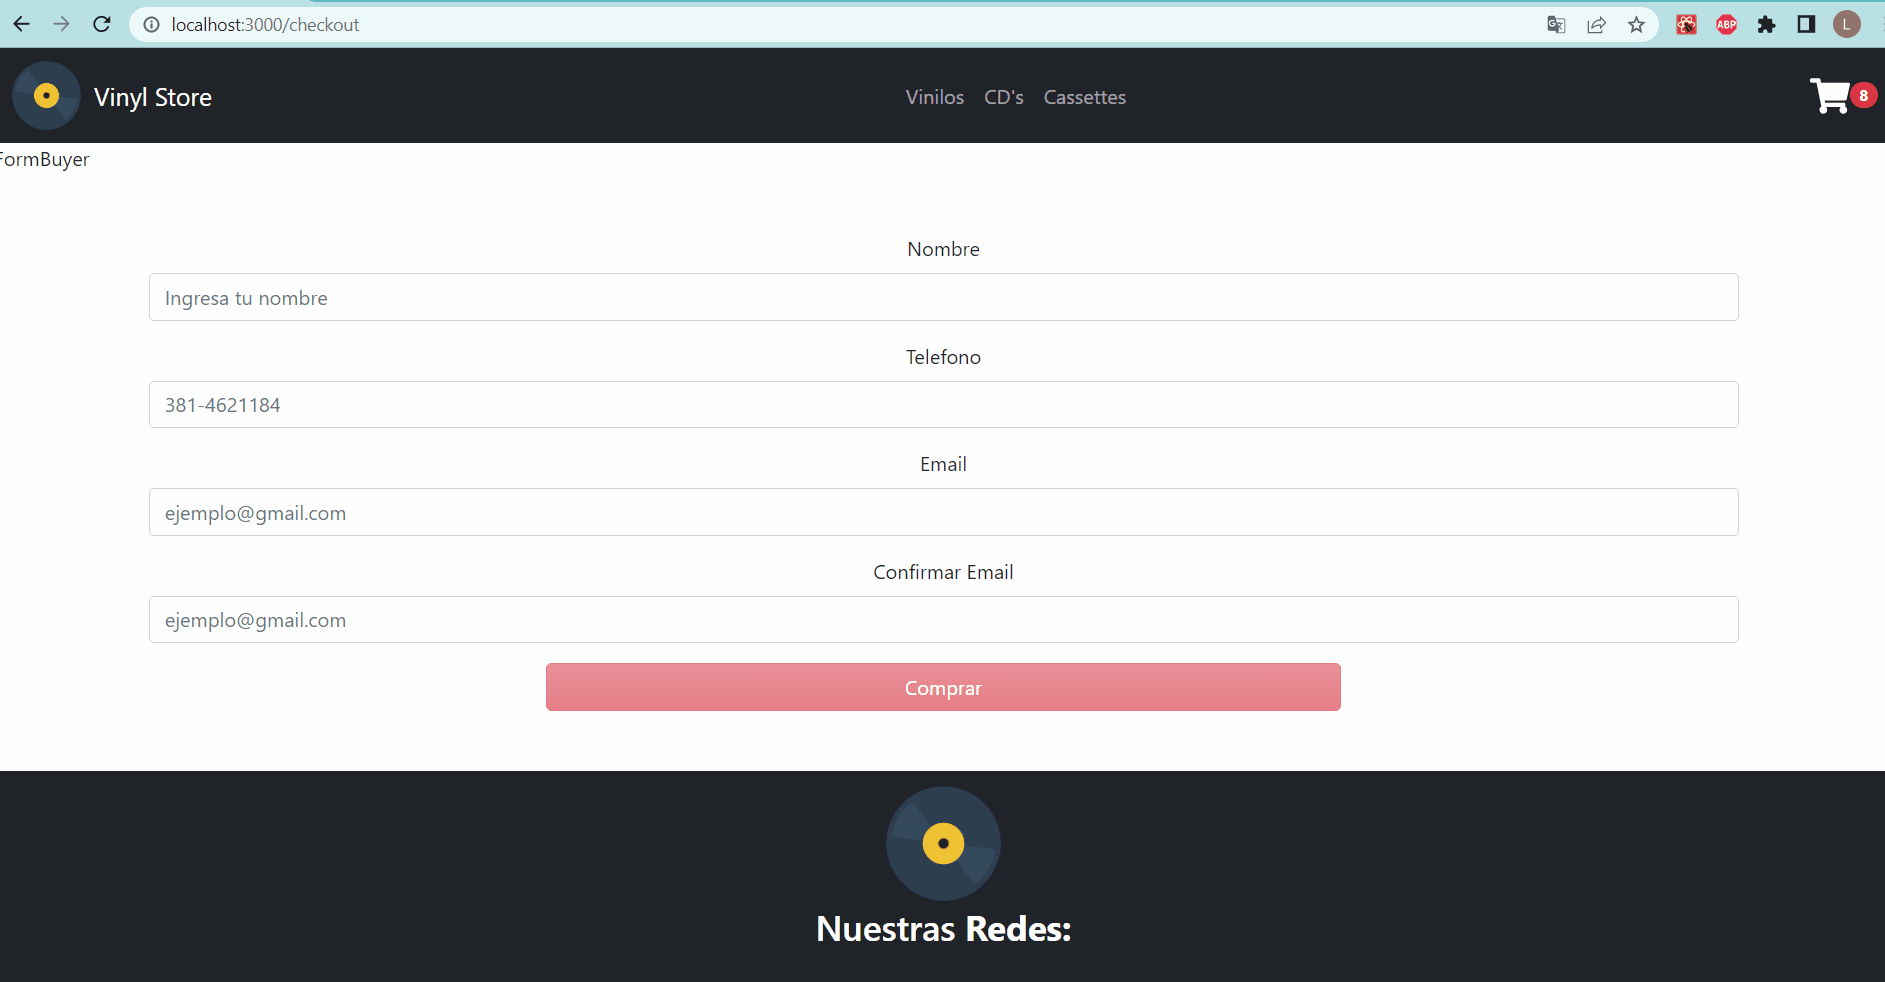 localhost:3000/checkout
ABP
L
Vinyl Store
Vinilos CD's Cassettes
8
FormBuyer
Nombre
Ingresa tu nombre
Telefono
381-4621184
Email
ejemplo@gmail.com
Confirmar Email
ejemplo@gmail.com
Comprar
Nuestras Redes: